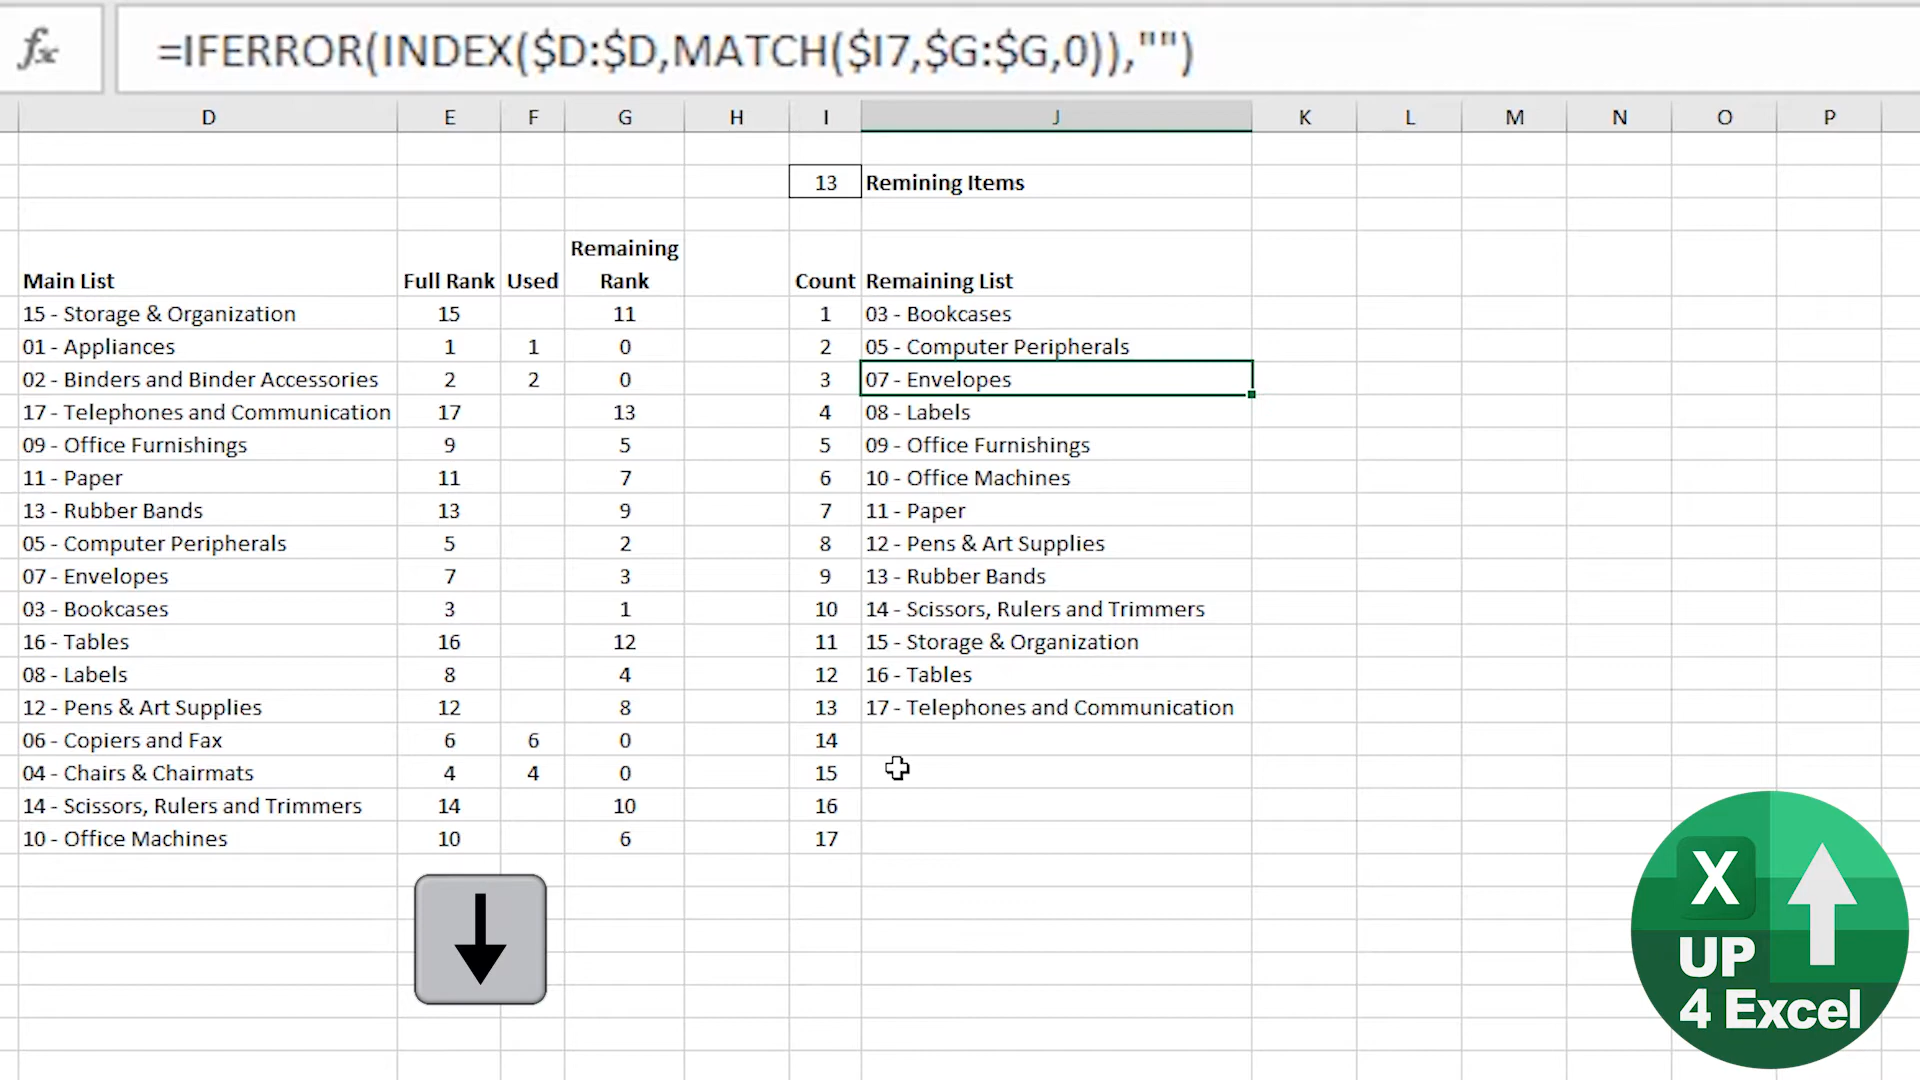 fx =IFERROR(INDEX($D:$D,MATCH($I7,$G:$G,0)),"")
D E F G H I J K L M N O P
13 Remining Items
Remaining
Main List Full Rank Used Rank Count Remaining List
15 - Storage & Organization 15 11 1 03 - Bookcases
01 - Appliances 1 1 0 2 05 - Computer Peripherals
02 - Binders and Binder Accessories 2 2 0 3 07 - Envelopes
17 - Telephones and Communication 17 13 4 08 - Labels
09 - Office Furnishings 9 5 5 09 - Office Furnishings
11 - Paper 11 7 6 10 - Office Machines
13 - Rubber Bands 13 9 7 11 - Paper
05 - Computer Peripherals 5 2 8 12 - Pens & Art Supplies
07 - Envelopes 7 3 9 13 - Rubber Bands
03 - Bookcases 3 1 10 14 - Scissors, Rulers and Trimmers
16 - Tables 16 12 11 15 - Storage & Organization
08 - Labels 8 4 12 16 - Tables
12 - Pens & Art Supplies 12 8 13 17 - Telephones and Communication
06 - Copiers and Fax 6 6 0 14
04 - Chairs & Chairmats 4 4 0 15
14 - Scissors, Rulers and Trimmers 14 10 16
10 - Office Machines 10 6 17
X
UP
4 Excel